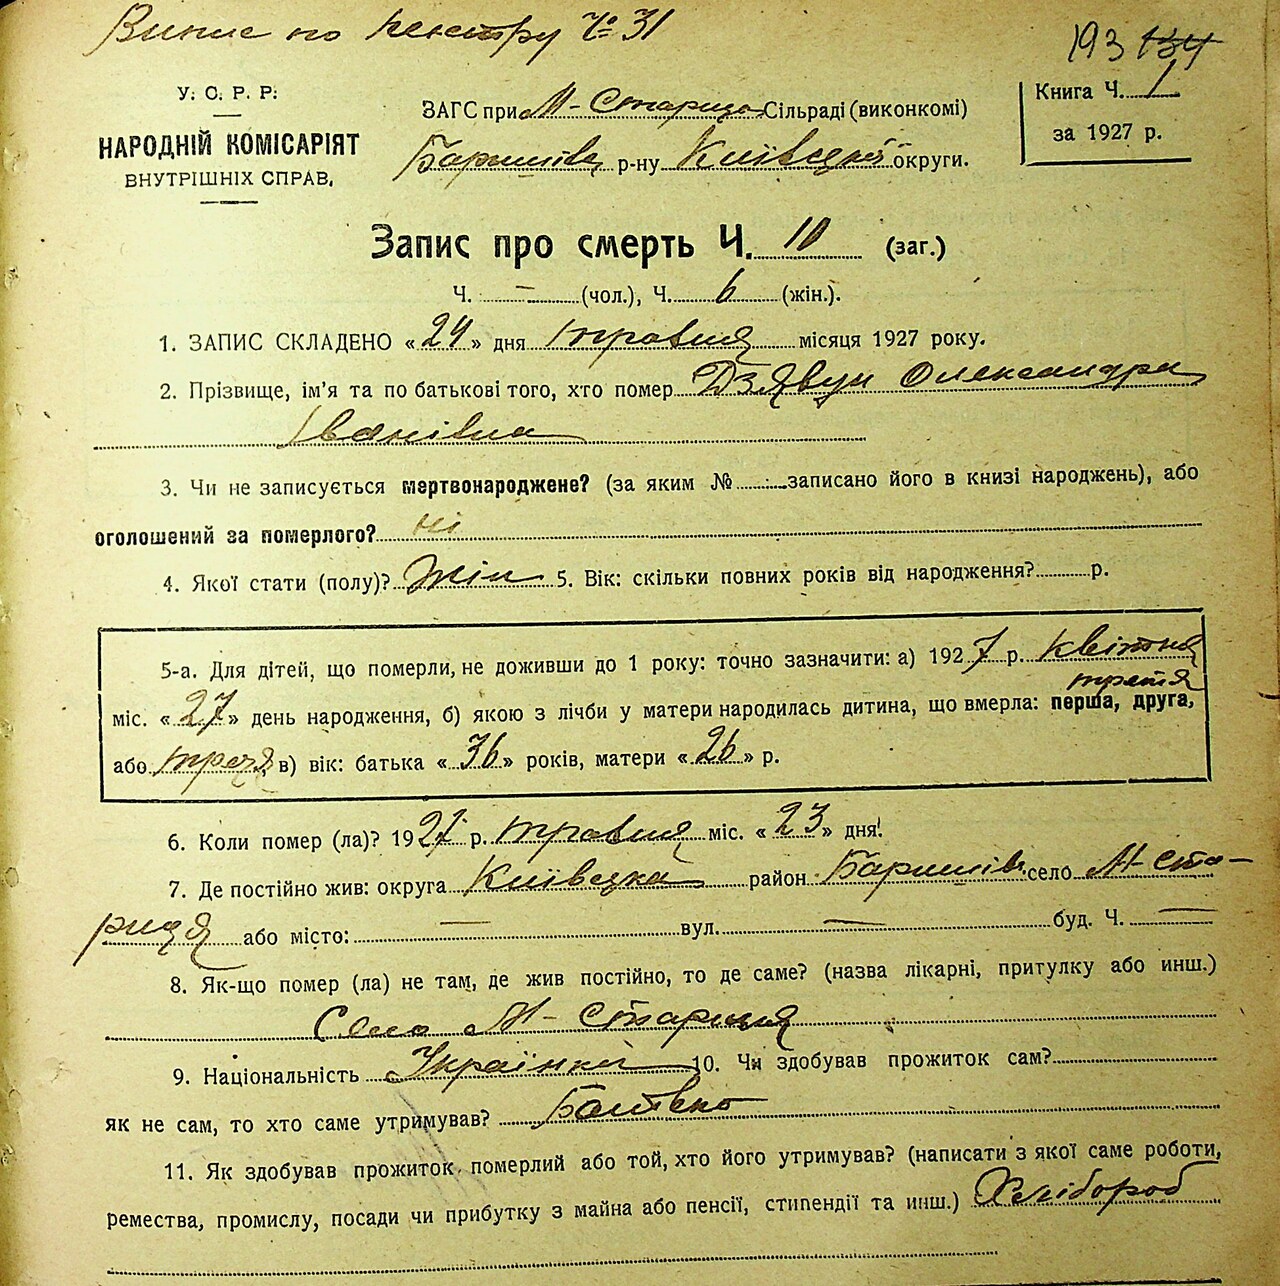 Випис по реєстру Ч: 31
193 134
У. С. Р. Р.
НАРОДНІЙ КОМІСАРІЯТ
ВНУТРІШНІХ СПРАВ.
ЗАГС при М-Стариця Сільраді (виконкомі)
Баришівс р-ну Київської округи.
Книга Ч. 1
за 1927 р.
Запис про смерть Ч. 10 (заг.)
Ч. — (чол.), Ч. 6 (жін.).
1. ЗАПИС СКЛАДЕНО «24» дня травня місяця 1927 року.
2. Прізвище, ім'я та по батькові того, хто помер Дзявун Олександра
Іванівна
3. Чи не записується мертвонароджене? (за яким № записано його в книзі народжень), або
оголошений за померлого? ні
4. Якої стати (полу)? жін 5. Вік: скільки повних років від народження? р.
5-а. Для дітей, що померли, не доживши до 1 року: точно зазначити: а) 1927 р. квітня
третя
міс. «27» день народження, б) якою з лічби у матери народилась дитина, що вмерла: перша, друга,
або третя в) вік: батька «36» років, матери «26» р.
6. Коли помер (ла)? 1927 р. травня міс. «23» дня.
7. Де постійно жив: округа Київська район Баришівс. село М-Ста-
риця або місто: — вул. — буд. Ч. —
8. Як-що помер (ла) не там, де жив постійно, то де саме? (назва лікарні, притулку або инш.)
Село М-Стариця
9. Національність Українка 10. Чи здобував прожиток сам?
як не сам, то хто саме утримував? Батько
11. Як здобував прожиток померлий або той, хто його утримував? (написати з якої саме роботи,
ремества, промислу, посади чи прибутку з майна або пенсії, стипендії та инш.) Хлібороб